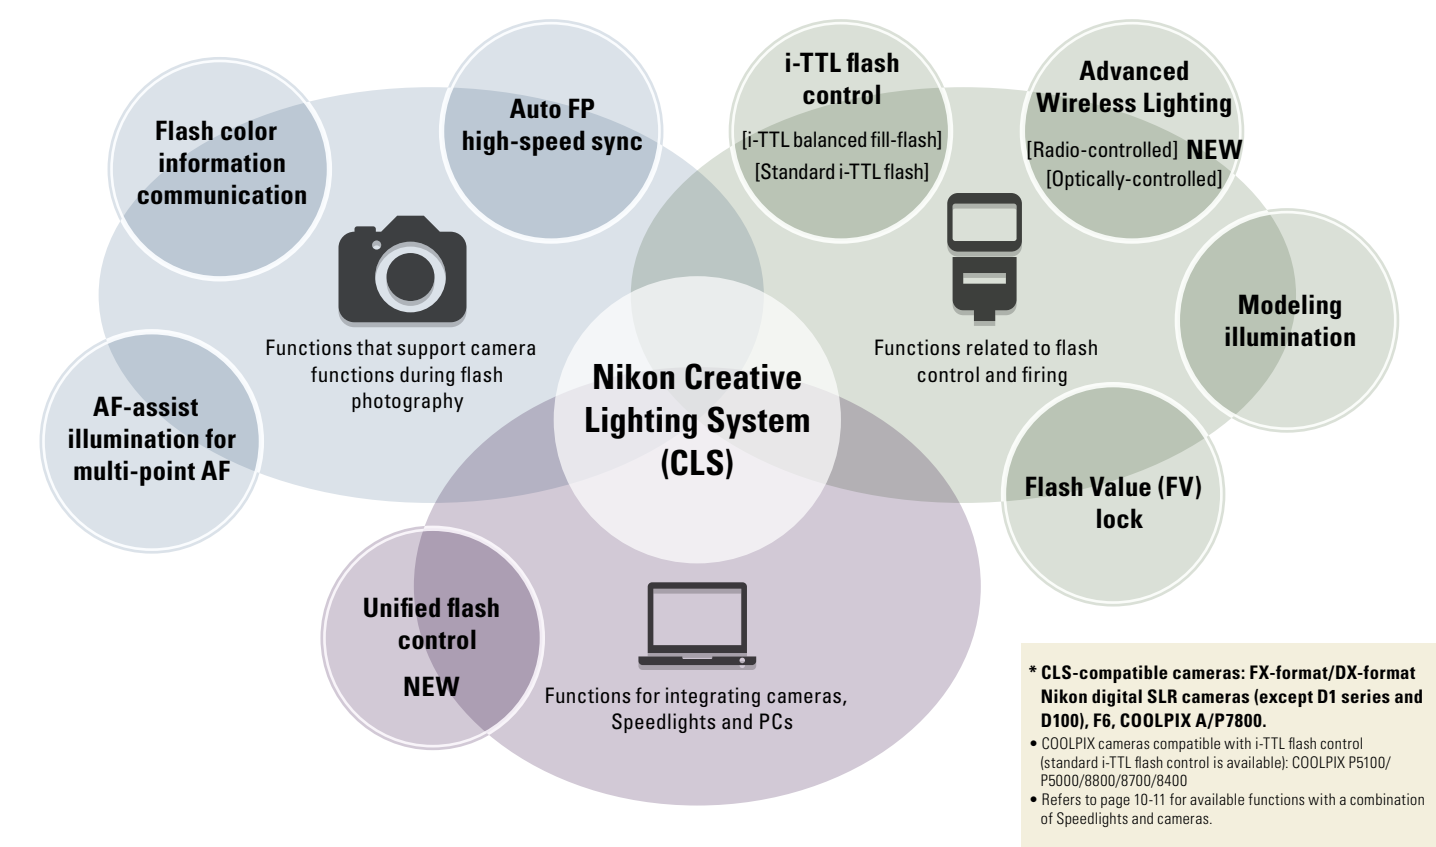 Flash color
information
communication
Auto FP
high-speed sync
AF-assist
illumination for
multi-point AF
Functions that support camera
functions during flash
photography
i-TTL flash
control
[i-TTL balanced fill-flash]
[Standard i-TTL flash]
Advanced
Wireless Lighting
[Radio-controlled] NEW
[Optically-controlled]
Modeling
illumination
Flash Value (FV)
lock
Functions related to flash
control and firing
Nikon Creative
Lighting System
(CLS)
Unified flash
control
NEW
Functions for integrating cameras,
Speedlights and PCs
* CLS-compatible cameras: FX-format/DX-format
Nikon digital SLR cameras (except D1 series and
D100), F6, COOLPIX A/P7800.
• COOLPIX cameras compatible with i-TTL flash control
(standard i-TTL flash control is available): COOLPIX P5100/
P5000/8800/8700/8400
• Refers to page 10-11 for available functions with a combination
of Speedlights and cameras.